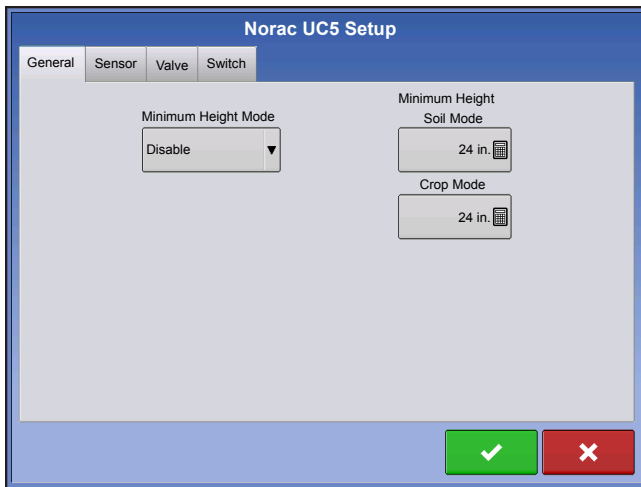 Norac UC5 Setup
General Sensor Valve Switch
Minimum Height
Minimum Height Mode Soil Mode
Disable 24 in.
Crop Mode
24 in.